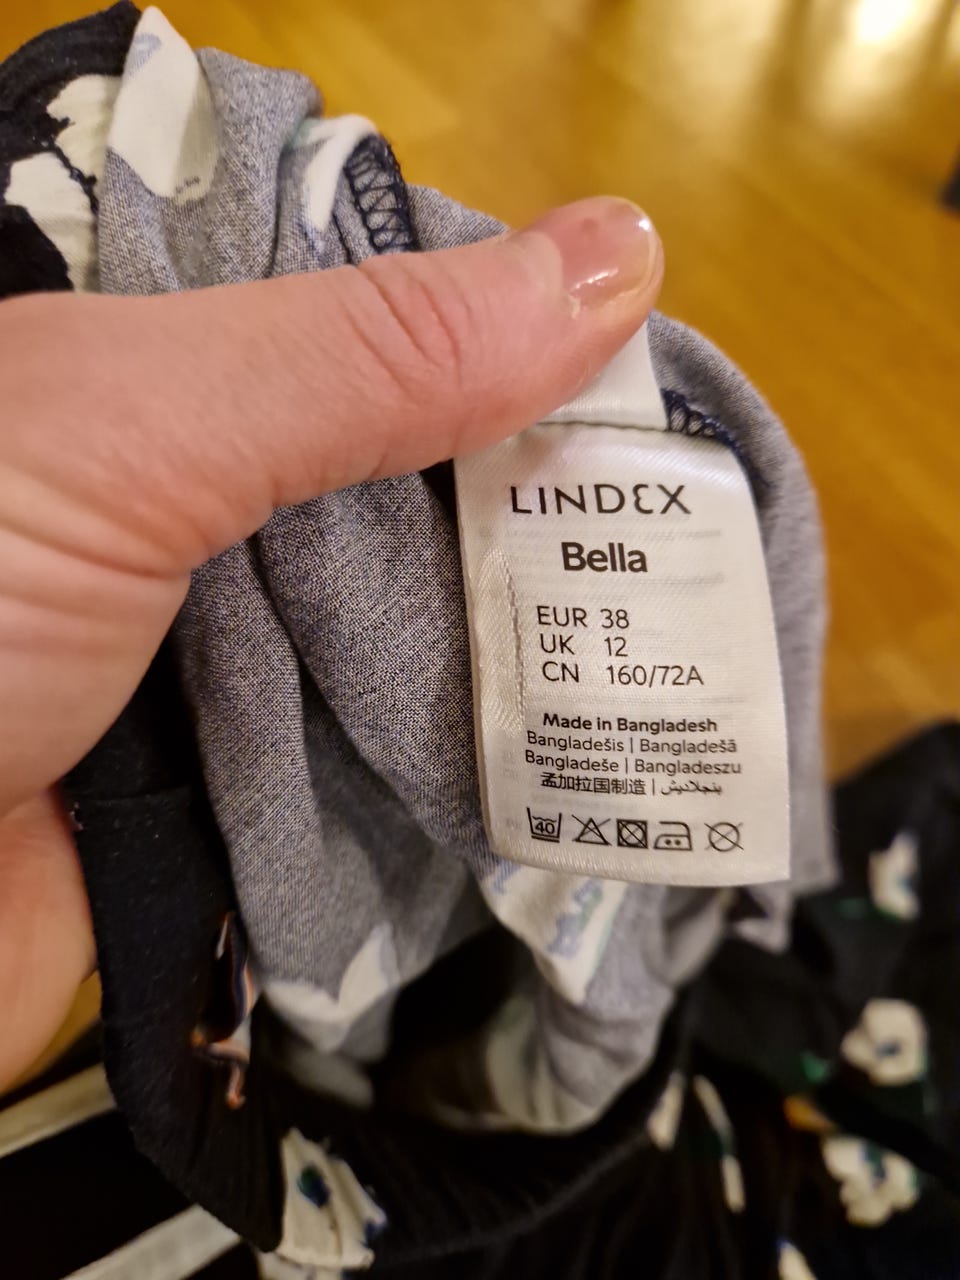 LINDEX
Bella
EUR 38
UK 12
CN 160/72A
Made in Bangladesh
Bangladešis | Bangladešā
Bangladeše | Bangladeszu
孟加拉国制造 | بنجلاديش
40